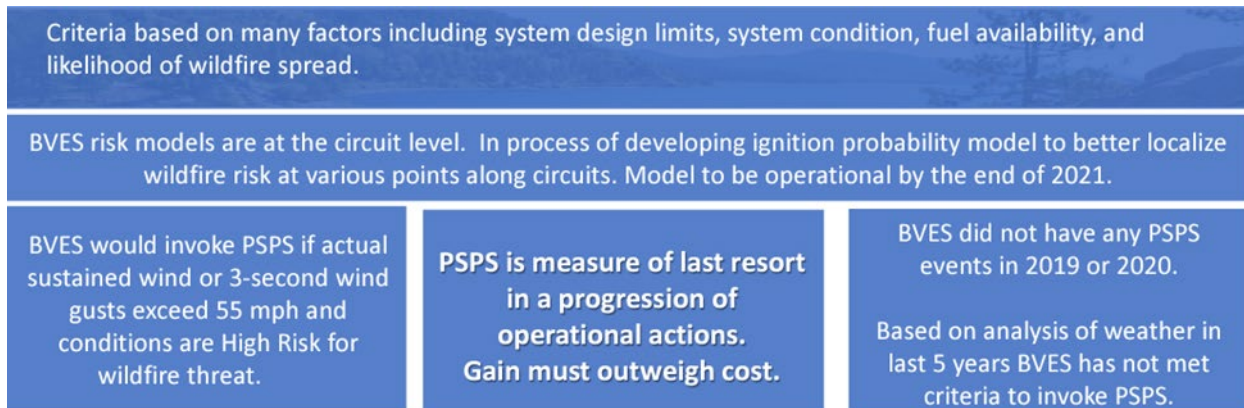 Criteria based on many factors including system design limits, system condition, fuel availability, and
likelihood of wildfire spread.
BVES risk models are at the circuit level. In process of developing ignition probability model to better localize
wildfire risk at various points along circuits. Model to be operational by the end of 2021.
BVES would invoke PSPS if actual
sustained wind or 3-second wind
gusts exceed 55 mph and
conditions are High Risk for
wildfire threat.
PSPS is measure of last resort
in a progression of
operational actions.
Gain must outweigh cost.
BVES did not have any PSPS
events in 2019 or 2020.
Based on analysis of weather in
last 5 years BVES has not met
criteria to invoke PSPS.